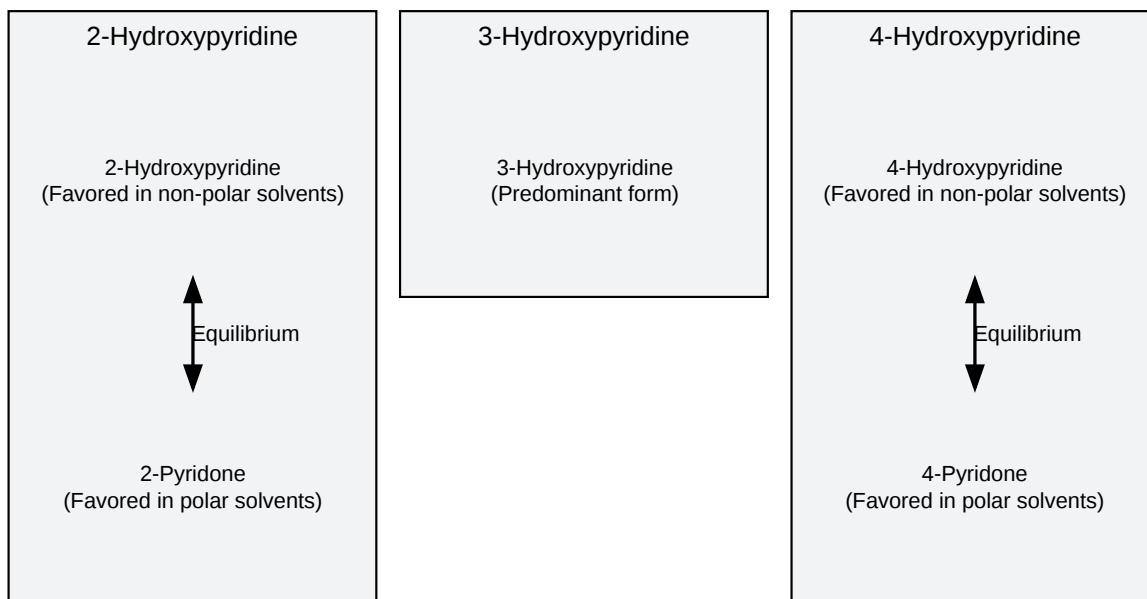 2-Hydroxypyridine
2-Hydroxypyridine
(Favored in non-polar solvents)
Equilibrium
2-Pyridone
(Favored in polar solvents)
3-Hydroxypyridine
3-Hydroxypyridine
(Predominant form)
4-Hydroxypyridine
4-Hydroxypyridine
(Favored in non-polar solvents)
Equilibrium
4-Pyridone
(Favored in polar solvents)